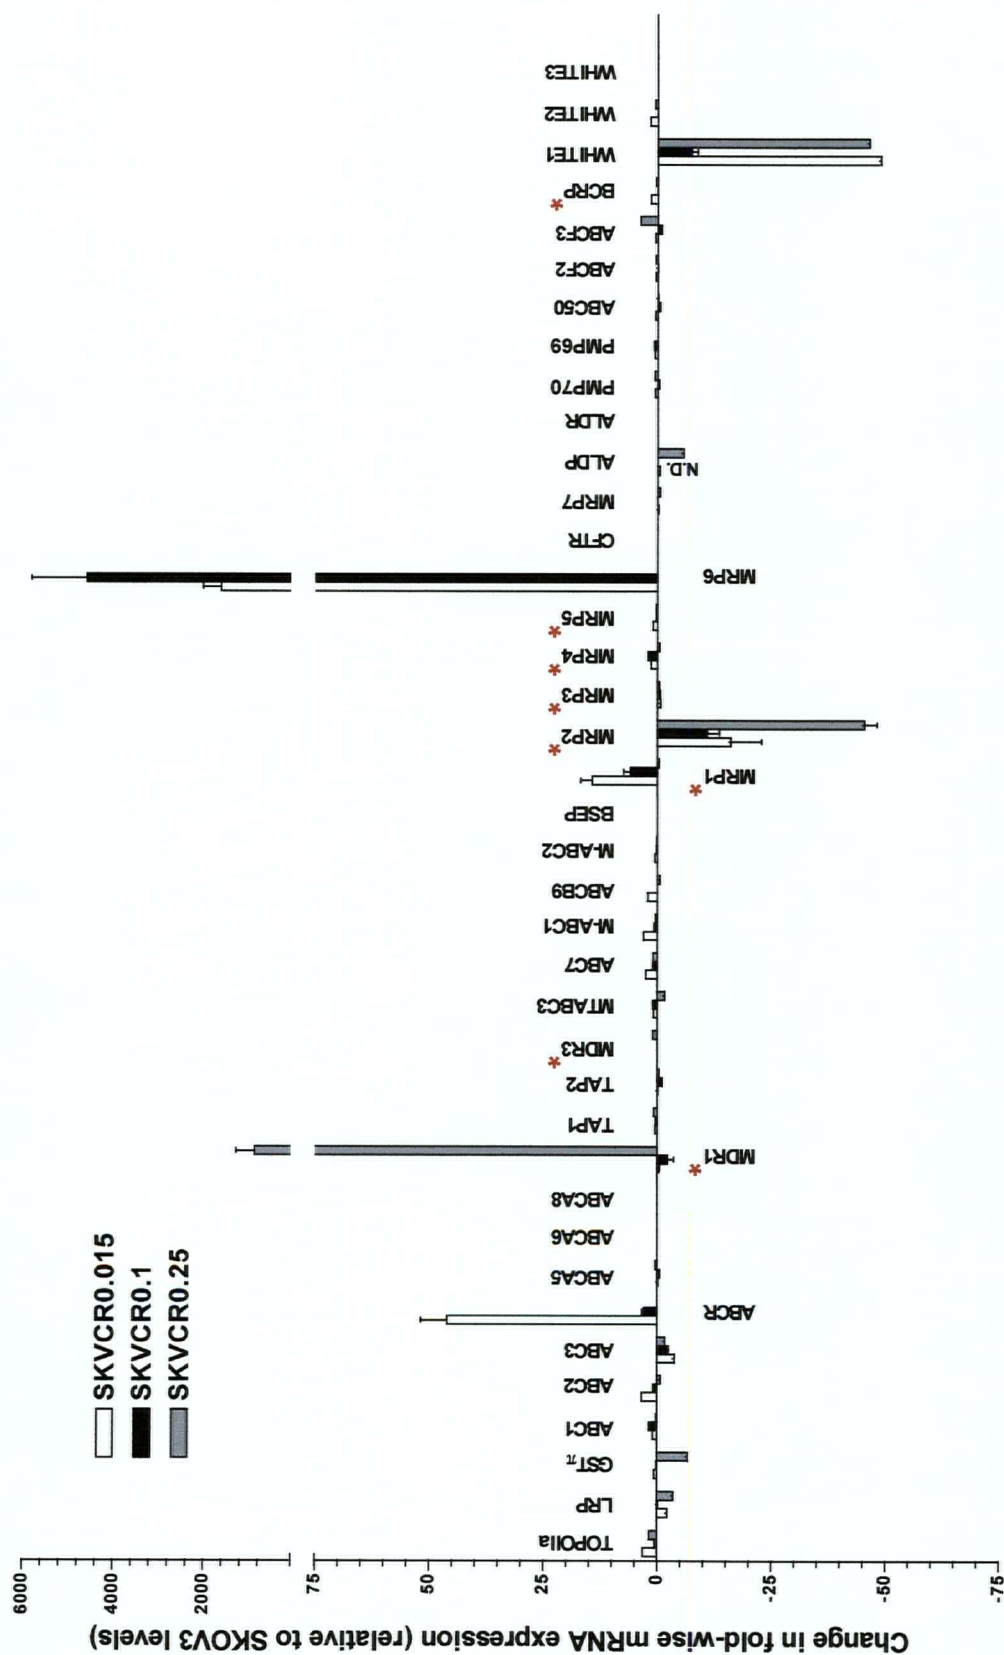 SKVCR0.015
SKVCR0.1
SKVCR0.25
Change in fold-wise mRNA expression (relative to SKOV3 levels)
6000
4000
2000
75
50
25
0
-25
-50
-75
TOPOIIa
LRP
GSTπ
ABC1
ABC2
ABC3
ABCR
ABCA5
ABCA6
ABCA8
MDR1
*
TAP1
TAP2
MDR3
*
MTABC3
ABC7
M-ABC1
ABCB9
M-ABC2
BSEP
MRP1
*
MRP2
*
MRP3
*
MRP4
*
MRP5
*
MRP6
CFTR
MRP7
ALDP
N.D.
ALDR
PMP70
PMP69
ABC50
ABCF2
ABCF3
BCRP
*
WHITE1
WHITE2
WHITE3